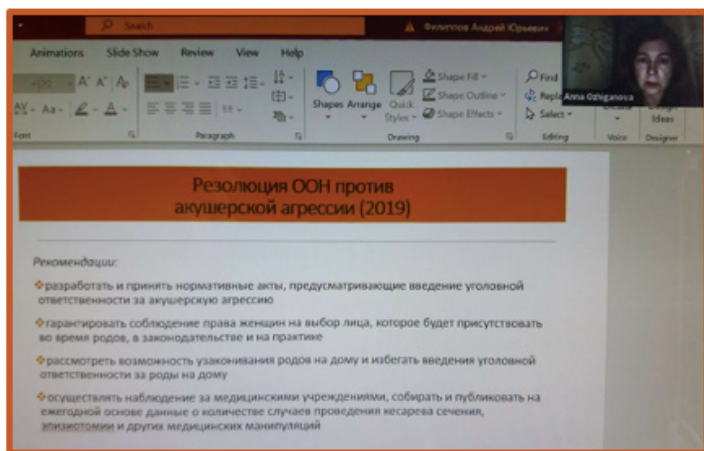 Search
Филиппов Андрей Юрьевич
Animations Slide Show Review View Help
Shape Fill
Find
Shape Outline
Anna Ozhiganova
Aa
Shapes Arrange Quick
Styles
Shape Effects
Select
Ideas
Font
Paragraph
Drawing
Editing
Voice
Designer
Резолюция ООН против
акушерской агрессии (2019)
Рекомендации:
разработать и принять нормативные акты, предусматривающие введение уголовной
ответственности за акушерскую агрессию
гарантировать соблюдение права женщин на выбор лица, которое будет присутствовать
во время родов, в законодательстве и на практике
рассмотреть возможность узаконивания родов на дому и избегать введения уголовной
ответственности за роды на дому
осуществлять наблюдение за медицинскими учреждениями, собирать и публиковать на
ежегодной основе данные о количестве случаев проведения кесарева сечения,
эпизиотомии и других медицинских манипуляций